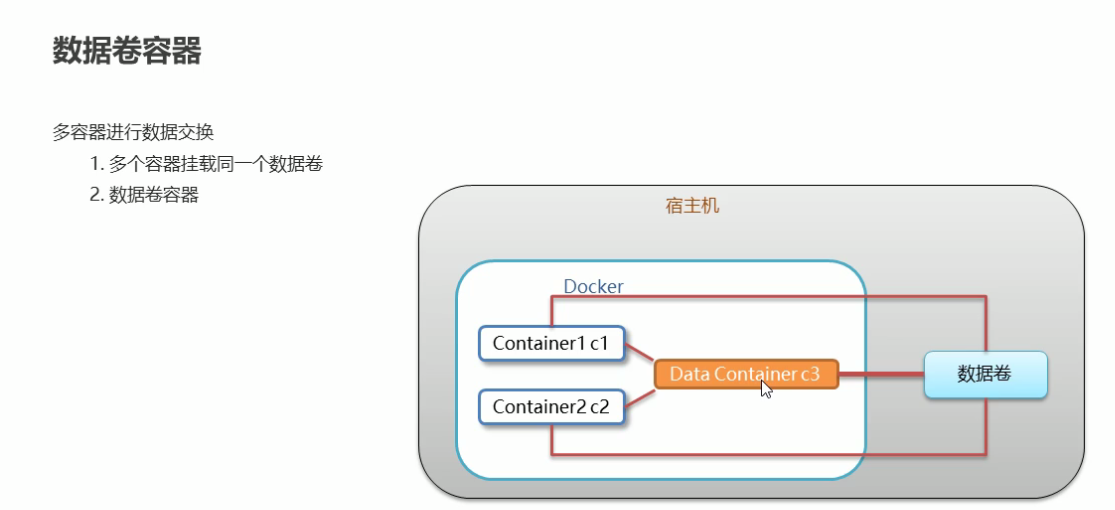 数据卷容器
多容器进行数据交换
1. 多个容器挂载同一个数据卷
2. 数据卷容器
宿主机
Docker
Container1 c1
Data Container c3
数据卷
Container2 c2